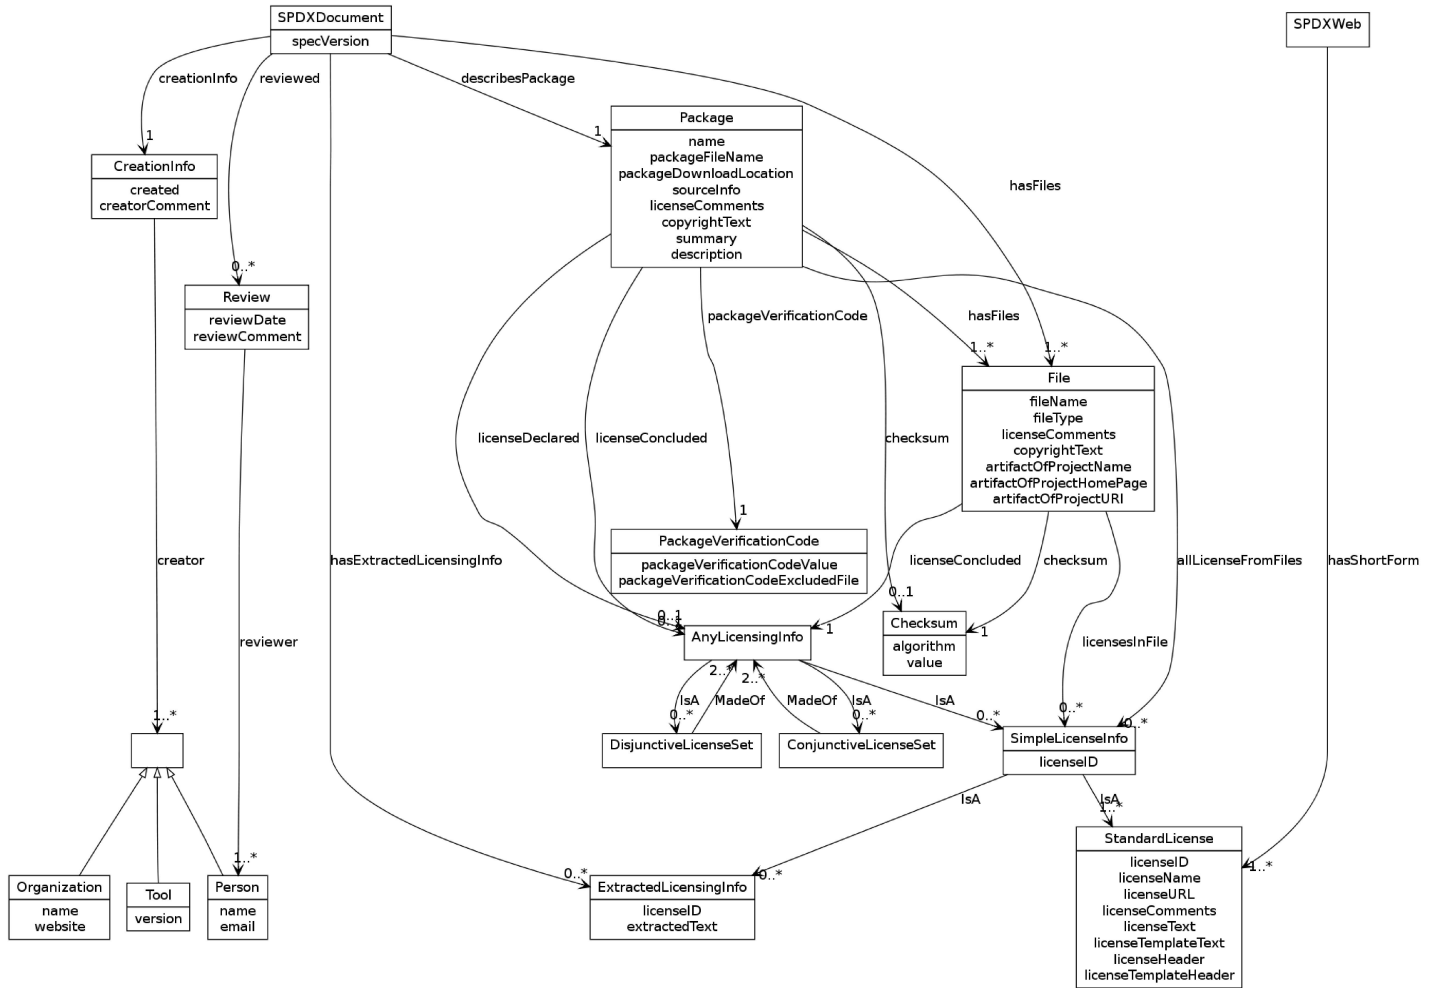 SPDXDocument
specVersion
SPDXWeb
creationInfo
reviewed
describesPackage
1
1
Package
name
packageFileName
packageDownloadLocation
sourceInfo
licenseComments
copyrightText
summary
description
CreationInfo
created
creatorComment
hasFiles
0..*
Review
reviewDate
reviewComment
packageVerificationCode
hasFiles
1..*
1..*
File
fileName
fileType
licenseComments
copyrightText
artifactOfProjectName
artifactOfProjectHomePage
artifactOfProjectURI
licenseDeclared
licenseConcluded
checksum
1
PackageVerificationCode
packageVerificationCodeValue
packageVerificationCodeExcludedFile
creator
hasExtractedLicensingInfo
licenseConcluded
checksum
allLicenseFromFiles
hasShortForm
0..1
0..1
0..1
AnyLicensingInfo
1
Checksum
algorithm
value
1
reviewer
licensesInFile
2..*
2..*
IsA
MadeOf
MadeOf
IsA
IsA
0..*
0..*
0..*
0..*
0..*
1..*
DisjunctiveLicenseSet
ConjunctiveLicenseSet
SimpleLicenseInfo
licenseID
IsA
IsA
1..*
StandardLicense
licenseID
licenseName
licenseURL
licenseComments
licenseText
licenseTemplateText
licenseHeader
licenseTemplateHeader
1..*
1..*
0..*
0..*
Organization
name
website
Tool
version
Person
name
email
ExtractedLicensingInfo
licenseID
extractedText